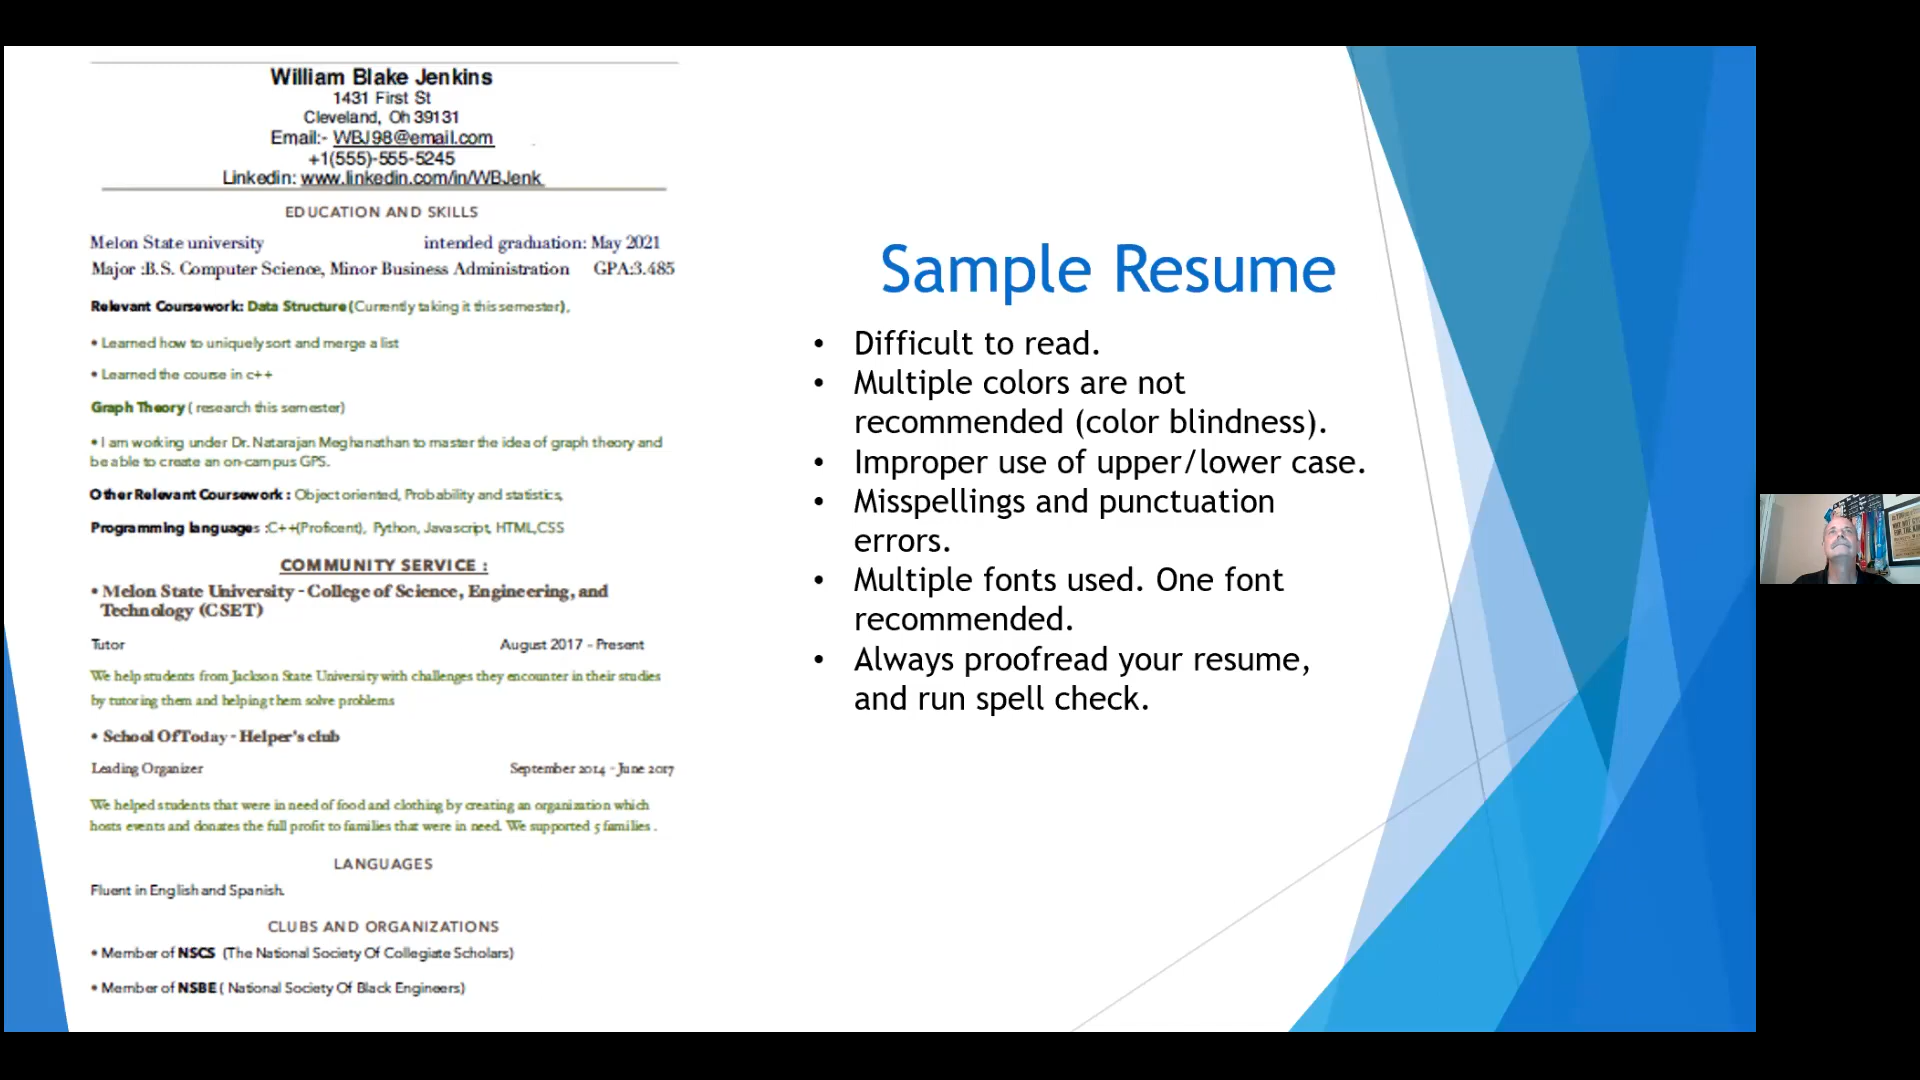 William Blake Jenkins
1431 First St
Cleveland, Oh 39131
Email:- WBJ98@email.com
+1(555)-555-5245
Linkedin: www.linkedin.com/in/WBJenk
EDUCATION AND SKILLS
Melon State university intended graduation: May 2021
Major :B.S. Computer Science, Minor Business Administration GPA:3.485
Relevant Coursework: Data Structure (Currently taking it this semester),
• Learned how to uniquely sort and merge a list
• Learned the course in c++
Graph Theory ( research this semester)
• I am working under Dr. Natarajan Meghanathan to master the idea of graph theory and
be able to create an on-campus GPS.
Other Relevant Coursework : Object oriented, Probability and statistics,
Programming languages :C++(Proficent), Python, Javascript, HTML,CSS
COMMUNITY SERVICE :
• Melon State University - College of Science, Engineering, and
Technology (CSET)
Tutor August 2017 - Present
We help students from Jackson State University with challenges they encounter in their studies
by tutoring them and helping them solve problems
• School Of Today - Helper's club
Leading Organizer September 2014 - June 2017
We helped students that were in need of food and clothing by creating an organization which
hosts events and donates the full profit to families that were in need. We supported 5 families .
LANGUAGES
Fluent in English and Spanish.
CLUBS AND ORGANIZATIONS
• Member of NSCS (The National Society Of Collegiate Scholars)
• Member of NSBE ( National Society Of Black Engineers)
Sample Resume
• Difficult to read.
• Multiple colors are not
recommended (color blindness).
• Improper use of upper/lower case.
• Misspellings and punctuation
errors.
• Multiple fonts used. One font
recommended.
• Always proofread your resume,
and run spell check.